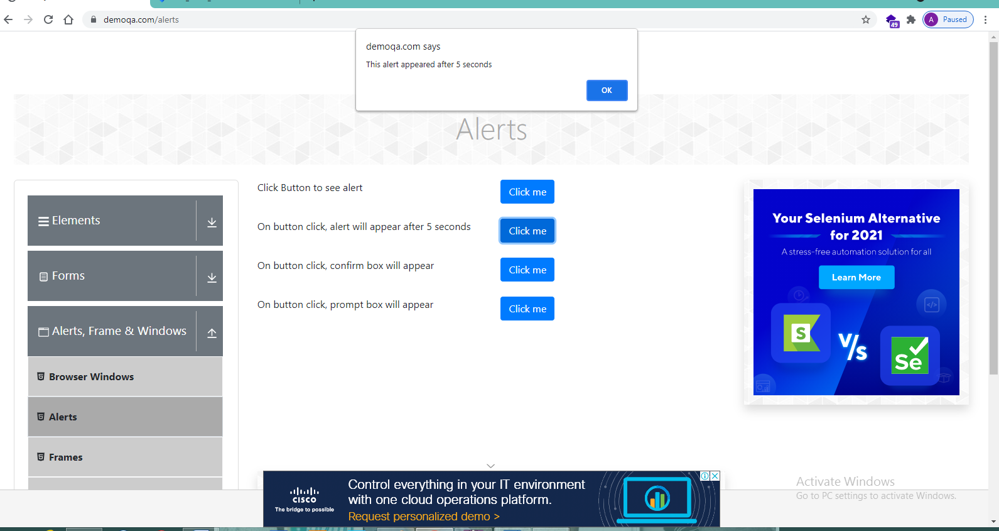 demoqa.com/alerts
49
A
Paused
demoqa.com says
This alert appeared after 5 seconds
OK
Alerts
Elements
Forms
Alerts, Frame & Windows
Browser Windows
Alerts
Frames
Click Button to see alert
Click me
On button click, alert will appear after 5 seconds
Click me
On button click, confirm box will appear
Click me
On button click, prompt box will appear
Click me
Your Selenium Alternative
for 2021
A stress-free automation solution for all
Learn More
S
V/s
Se
CISCO
The bridge to possible
Control everything in your IT environment
with one cloud operations platform.
Request personalized demo >
Activate Windows
Go to PC settings to activate Windows.